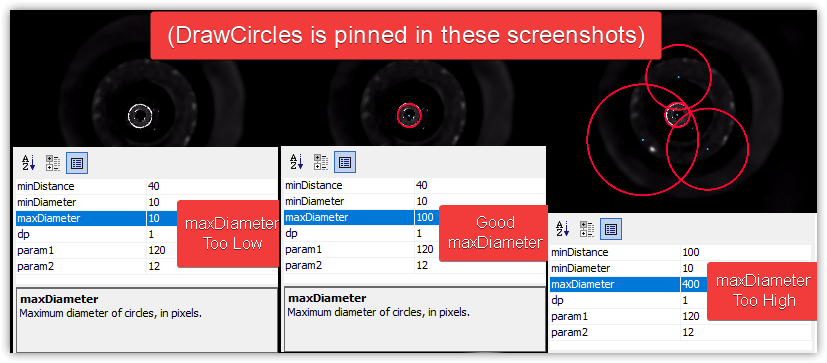 (DrawCircles is pinned in these screenshots)
minDistance 40
minDiameter 10
maxDiameter 10
dp 1
param1 120
param2 12
maxDiameter
Too Low
maxDiameter
Maximum diameter of circles, in pixels.
minDistance 40
minDiameter 10
maxDiameter 100
dp 1
param1 120
param2 12
Good
maxDiameter
maxDiameter
Maximum diameter of circles, in pixels.
minDistance 100
minDiameter 10
maxDiameter 400
dp 1
param1 120
param2 12
maxDiameter
Too High